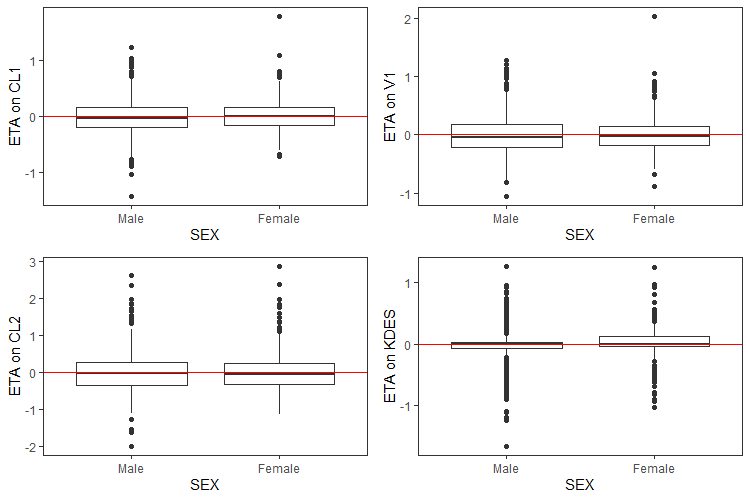 ETA on CL1
1
0
-1
Male Female
SEX
ETA on V1
2
1
0
-1
Male Female
SEX
ETA on CL2
3
2
1
0
-1
-2
Male Female
SEX
ETA on KDES
1
0
-1
Male Female
SEX